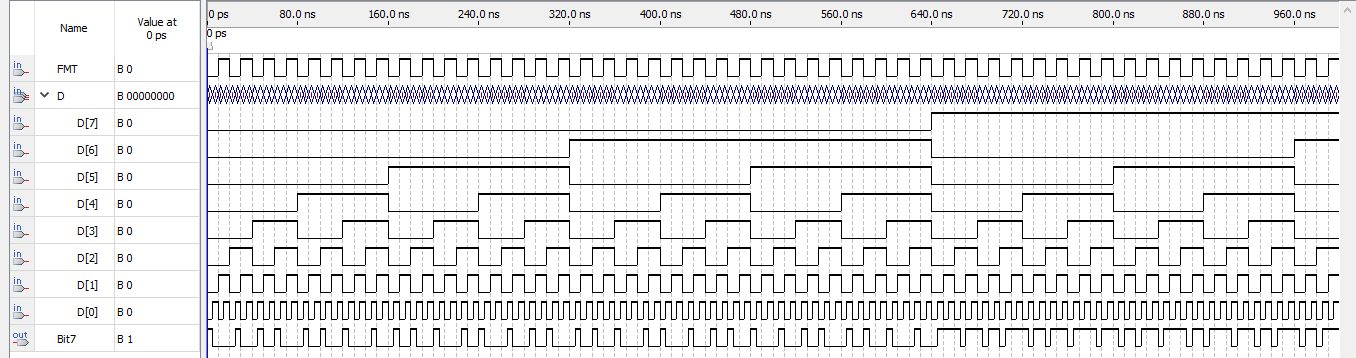 Name
Value at
0 ps
0 ps 80.0 ns 160.0 ns 240.0 ns 320.0 ns 400.0 ns 480.0 ns 560.0 ns 640.0 ns 720.0 ns 800.0 ns 880.0 ns 960.0 ns
0 ps
in FMT B 0
in D B 00000000
in D[7] B 0
in D[6] B 0
in D[5] B 0
in D[4] B 0
in D[3] B 0
in D[2] B 0
in D[1] B 0
in D[0] B 0
out Bit7 B 1